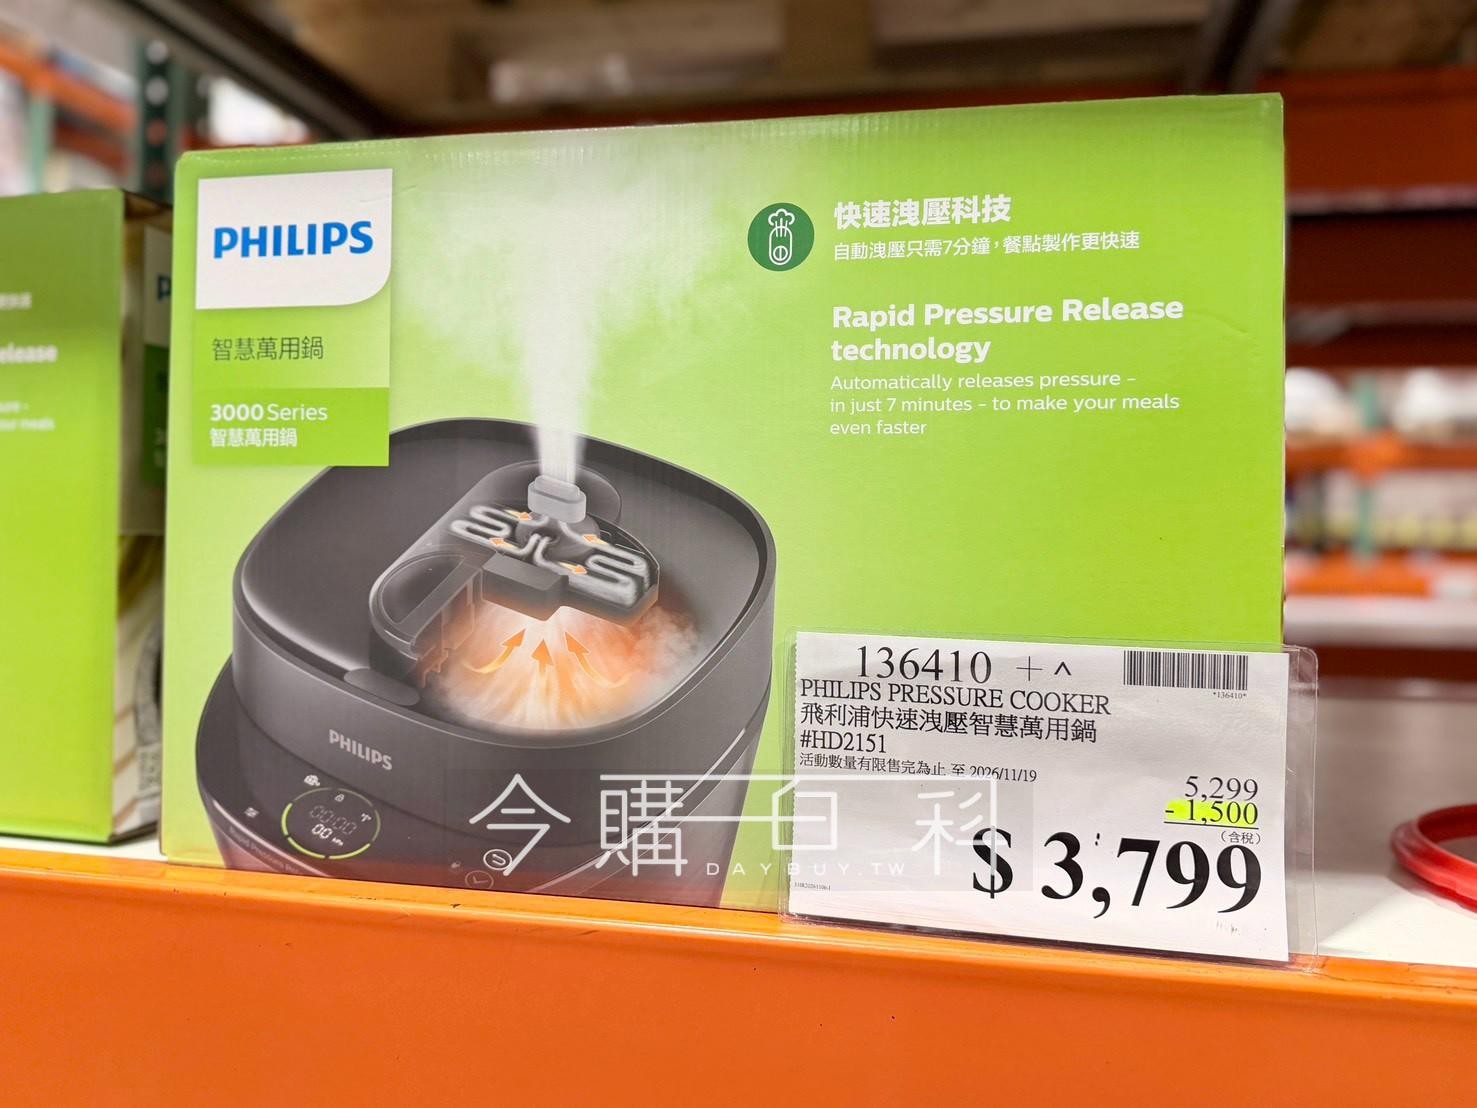 PHILIPS
智慧萬用鍋
3000 Series
智慧萬用鍋
快速洩壓科技
自動洩壓只需7分鐘，餐點製作更快速
Rapid Pressure Release
technology
Automatically releases pressure –
in just 7 minutes – to make your meals
even faster
elease
PHILIPS
00:00
00
136410 + ^
*136410*
PHILIPS PRESSURE COOKER
飛利浦快速洩壓智慧萬用鍋
#HD2151
活動數量有限售完為止 至 2026/11/19
5,299
- 1,500
(含稅)
$ 3,799
今購百科
DAYBUY.TW